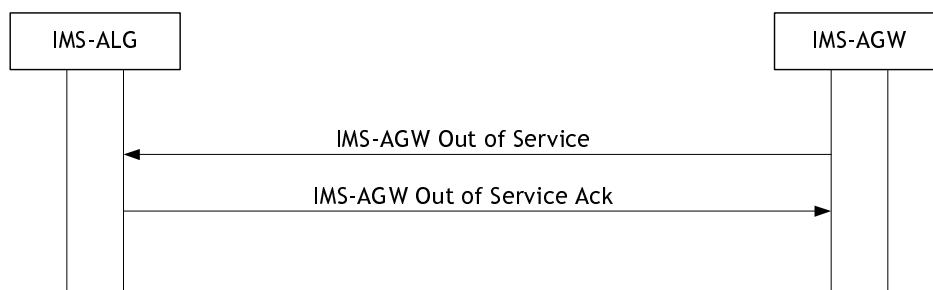 IMS-ALG
IMS-AGW
IMS-AGW Out of Service
IMS-AGW Out of Service Ack